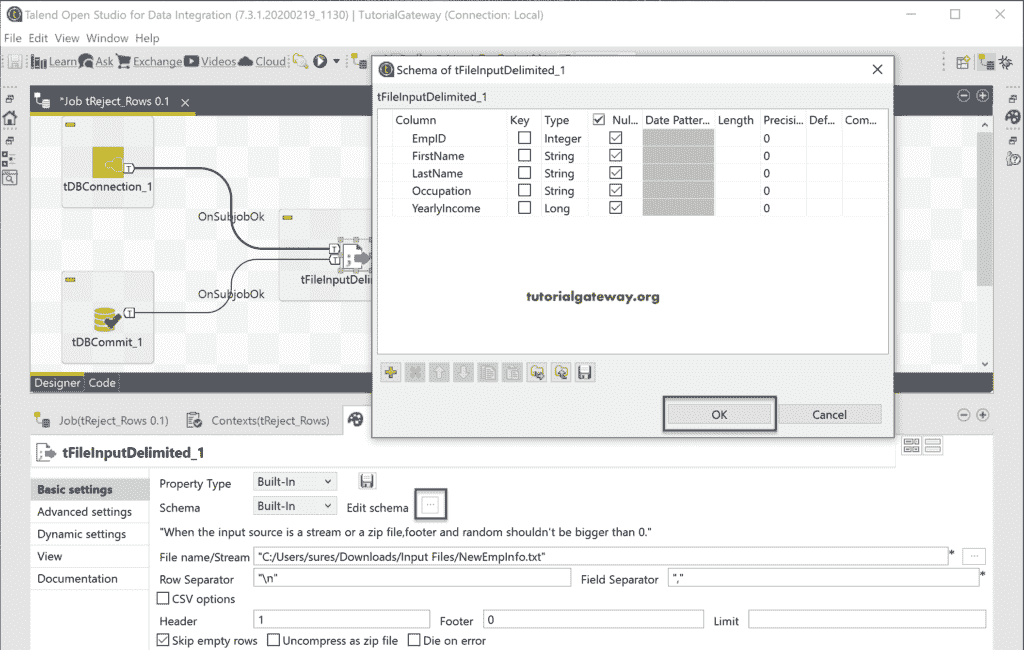 Talend Open Studio for Data Integration (7.3.1.20200219_1130) | TutorialGateway (Connection: Local)
File Edit View Window Help
Learn Ask Exchange Videos Cloud
*Job tReject_Rows 0.1
tDBConnection_1
OnSubjobOk
tFileInputDeli
OnSubjobOk
tDBCommit_1
Designer Code
Schema of tFileInputDelimited_1
tFileInputDelimited_1
Column Key Type Nul... Date Patter... Length Precisi... Def... Com...
EmpID Integer 0
FirstName String 0
LastName String 0
Occupation String 0
YearlyIncome Long 0
tutorialgateway.org
OK Cancel
Job(tReject_Rows 0.1) Contexts(tReject_Rows)
tFileInputDelimited_1
Basic settings
Advanced settings
Dynamic settings
View
Documentation
Property Type Built-In
Schema Built-In Edit schema ...
"When the input source is a stream or a zip file,footer and random shouldn't be bigger than 0."
File name/Stream "C:/Users/sures/Downloads/Input Files/NewEmpInfo.txt" * ...
Row Separator "\n" Field Separator "," *
CSV options
Header 1 Footer 0 Limit
Skip empty rows Uncompress as zip file Die on error